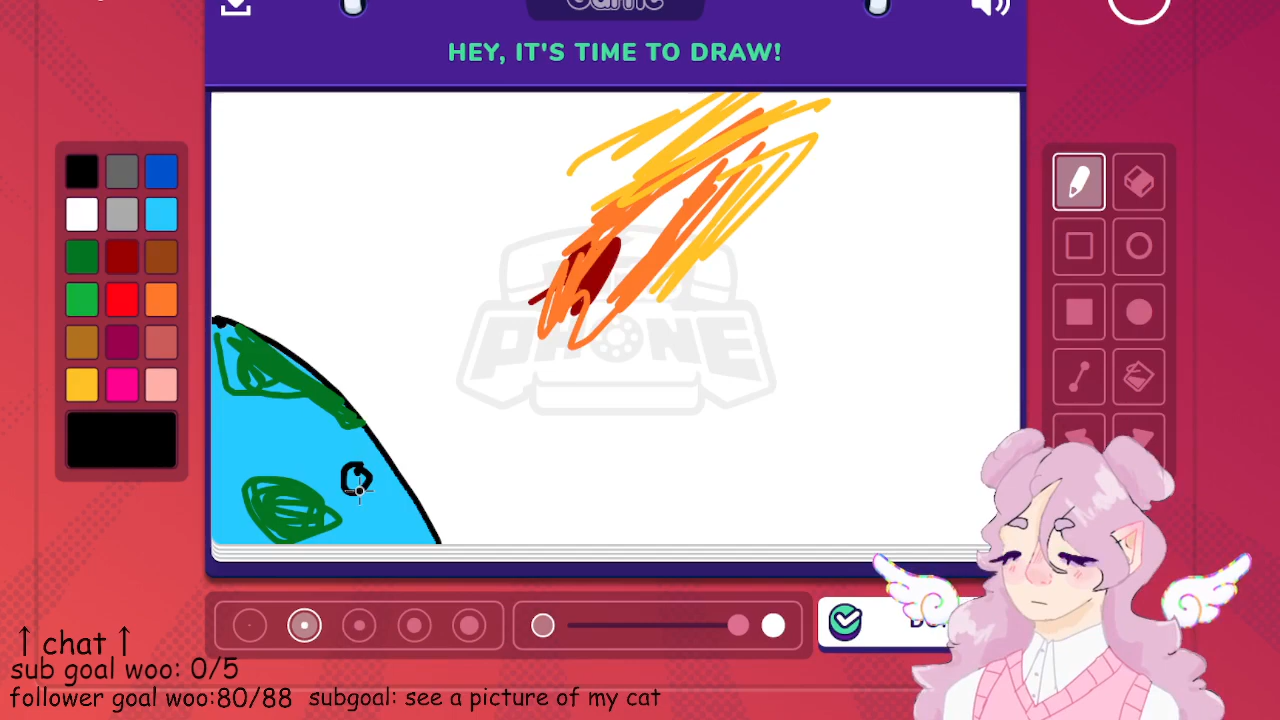 HEY, IT'S TIME TO DRAW!
PHONE
↑ chat ↑
sub goal woo: 0/5
follower goal woo:80/88 subgoal: see a picture of my cat